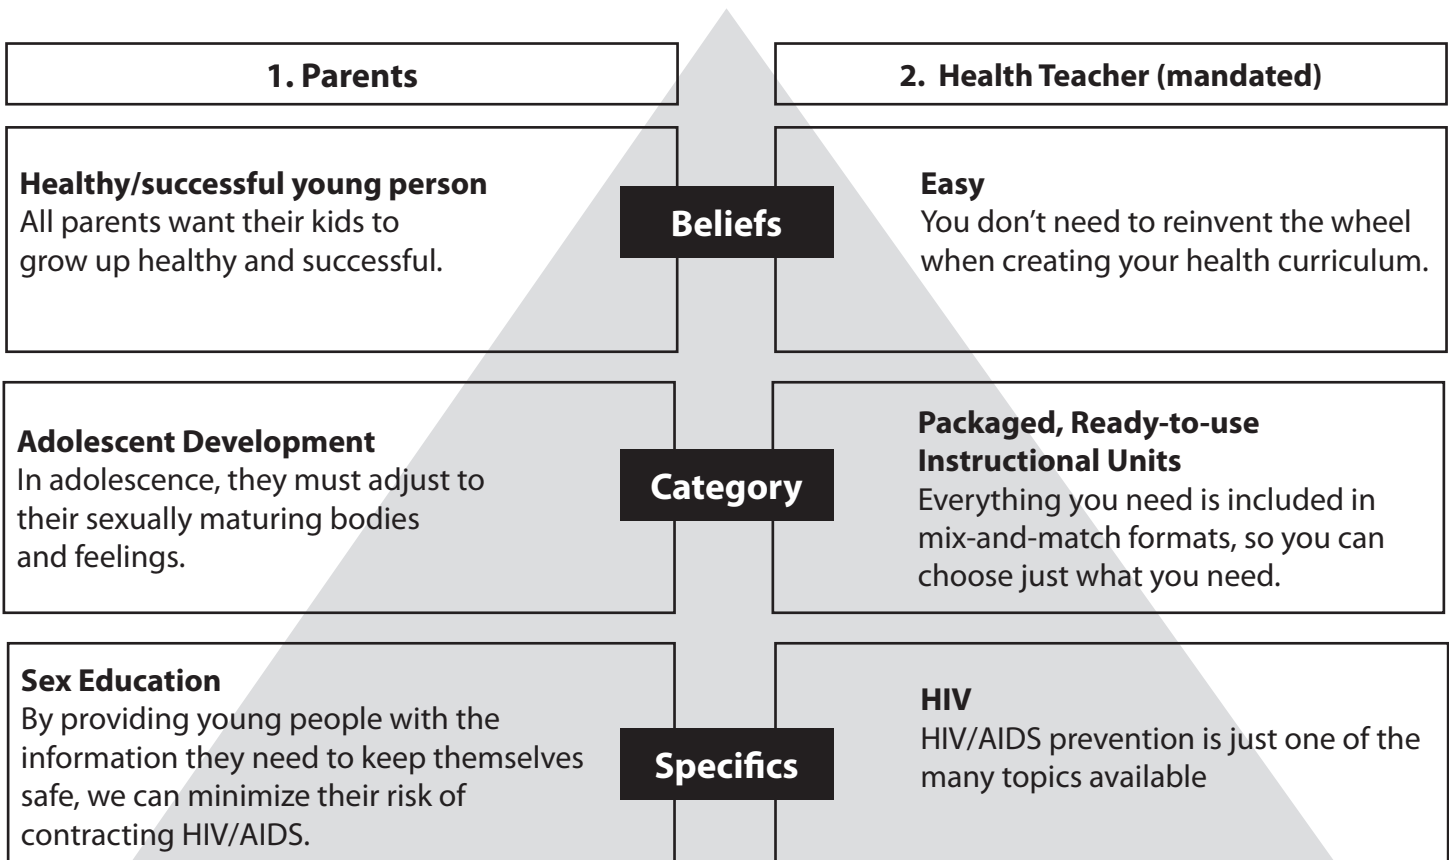 1. Parents
2. Health Teacher (mandated)
Healthy/successful young person
All parents want their kids to
grow up healthy and successful.
Beliefs
Easy
You don’t need to reinvent the wheel
when creating your health curriculum.
Adolescent Development
In adolescence, they must adjust to
their sexually maturing bodies
and feelings.
Category
Packaged, Ready-to-use
Instructional Units
Everything you need is included in
mix-and-match formats, so you can
choose just what you need.
Sex Education
By providing young people with the
information they need to keep themselves
safe, we can minimize their risk of
contracting HIV/AIDS.
Specifics
HIV
HIV/AIDS prevention is just one of the
many topics available